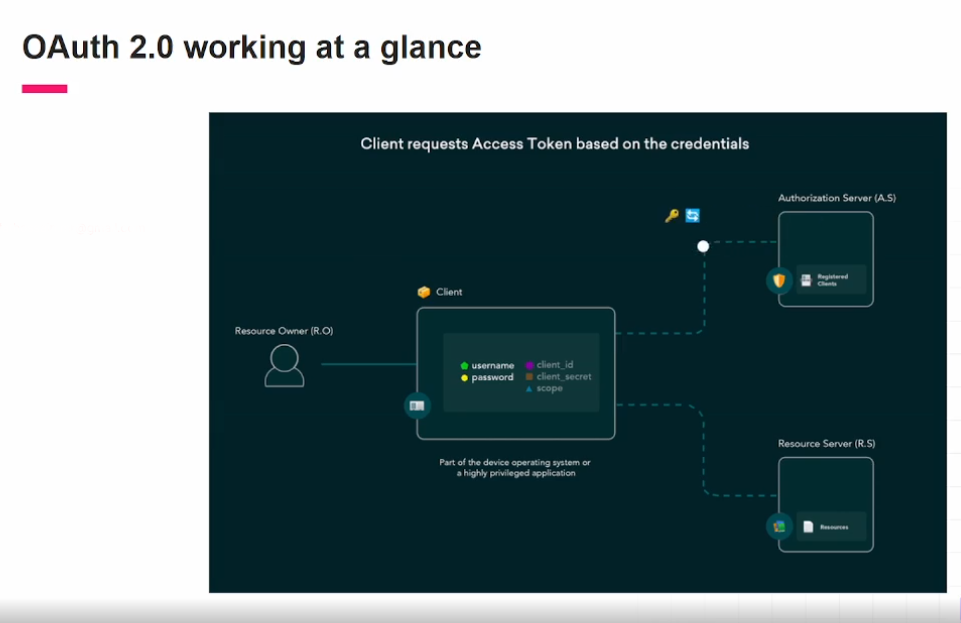 OAuth 2.0 working at a glance
Client requests Access Token based on the credentials
Authorization Server (A.S)
Registered
Clients
Client
Resource Owner (R.O)
username
password
client_id
client_secret
scope
Part of the device operating system or
a highly privileged application
Resource Server (R.S)
Resources